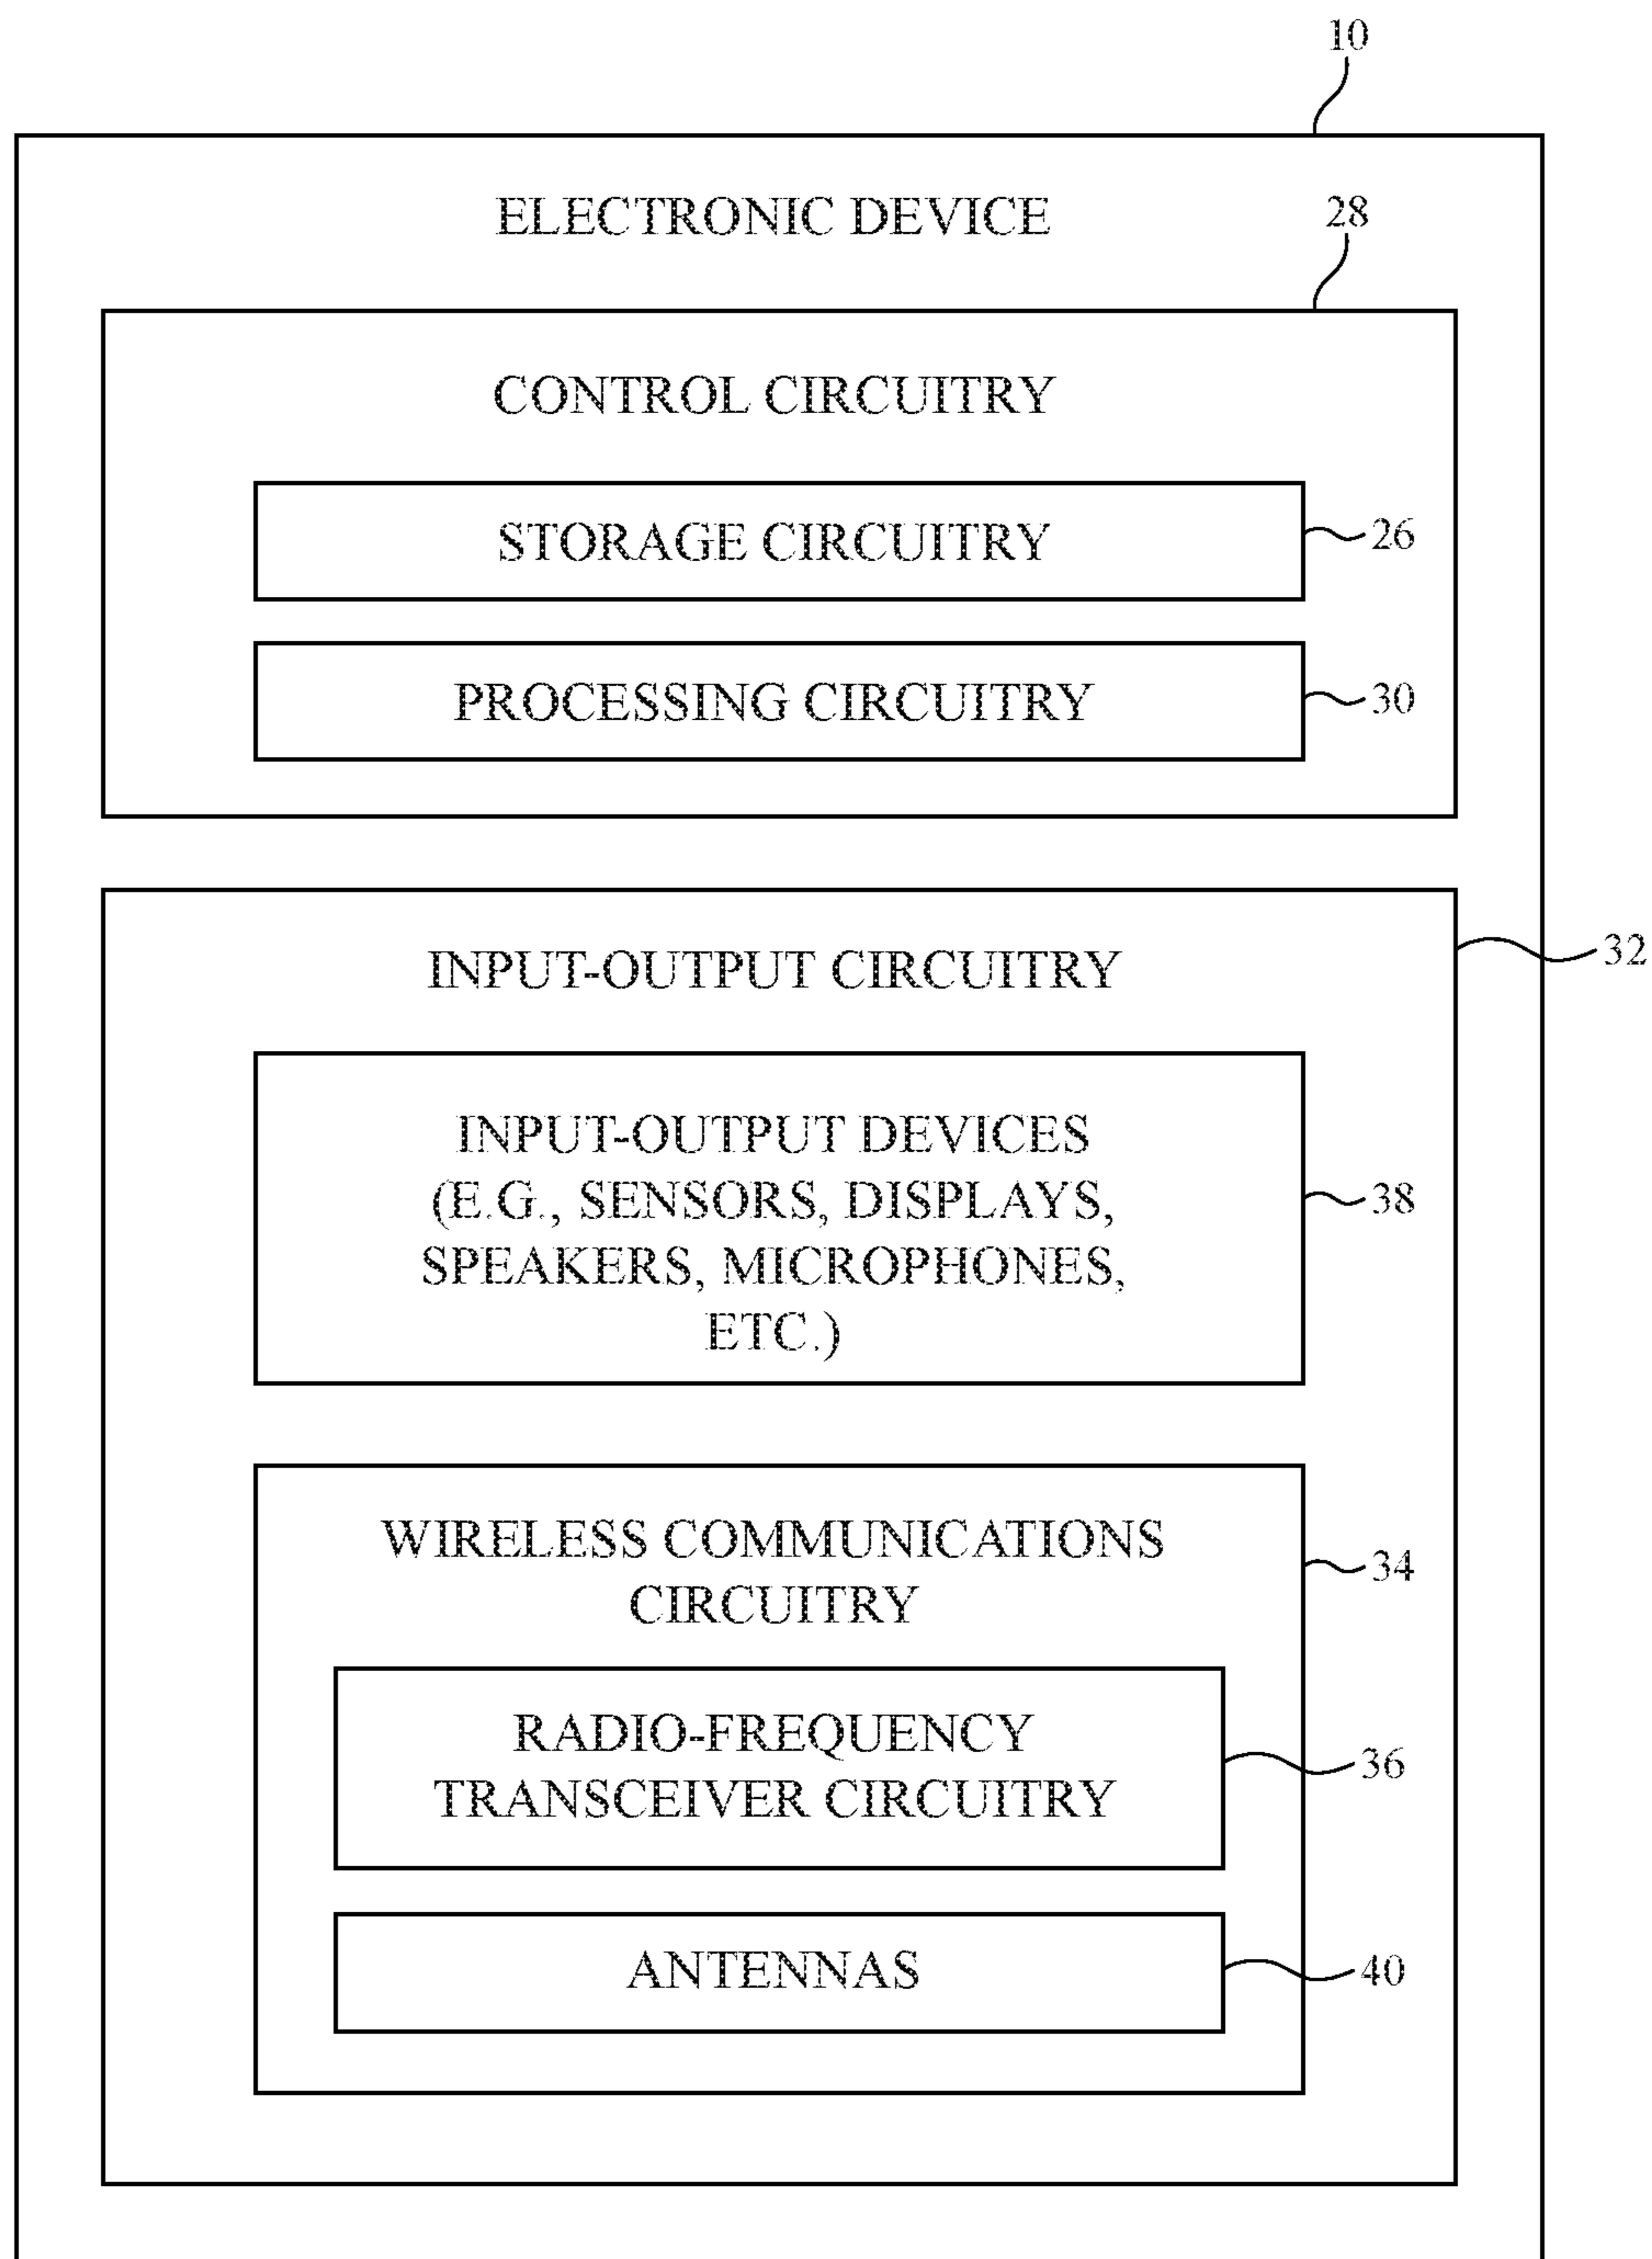 10
ELECTRONIC DEVICE
28
CONTROL CIRCUITRY
STORAGE CIRCUITRY
26
PROCESSING CIRCUITRY
30
INPUT-OUTPUT CIRCUITRY
32
INPUT-OUTPUT DEVICES
(E.G., SENSORS, DISPLAYS,
SPEAKERS, MICROPHONES,
ETC.)
38
WIRELESS COMMUNICATIONS
CIRCUITRY
34
RADIO-FREQUENCY
TRANSCEIVER CIRCUITRY
36
ANTENNAS
40